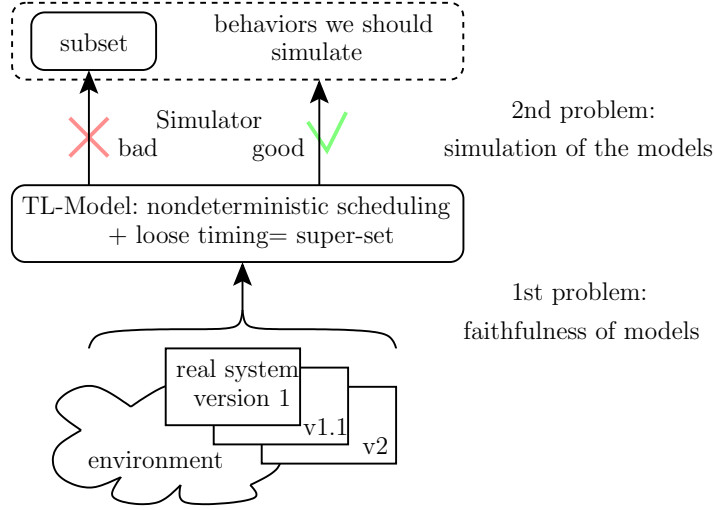 subset
behaviors we should
simulate
Simulator
bad
good
2nd problem:
simulation of the models
TL-Model: nondeterministic scheduling
+ loose timing= super-set
1st problem:
faithfulness of models
real system
version 1
v1.1
v2
environment